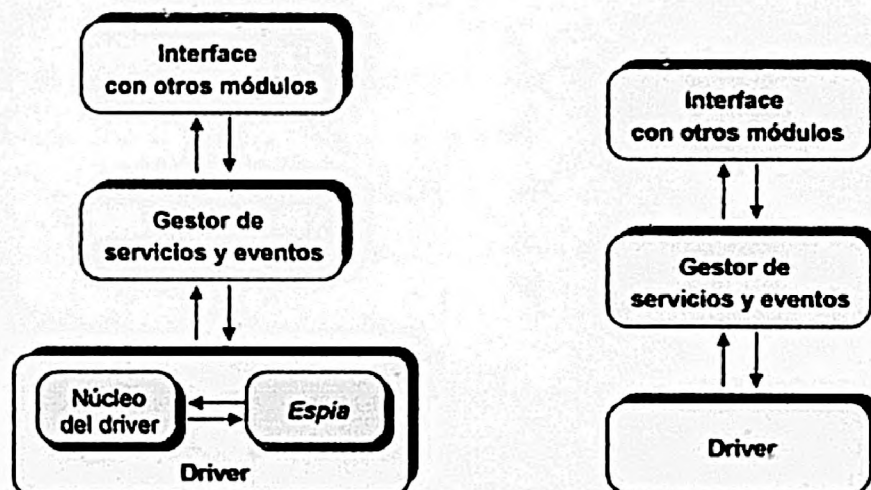 Interface
con otros módulos
Gestor de
servicios y eventos
Núcleo
del driver
Espia
Driver
Interface
con otros módulos
Gestor de
servicios y eventos
Driver